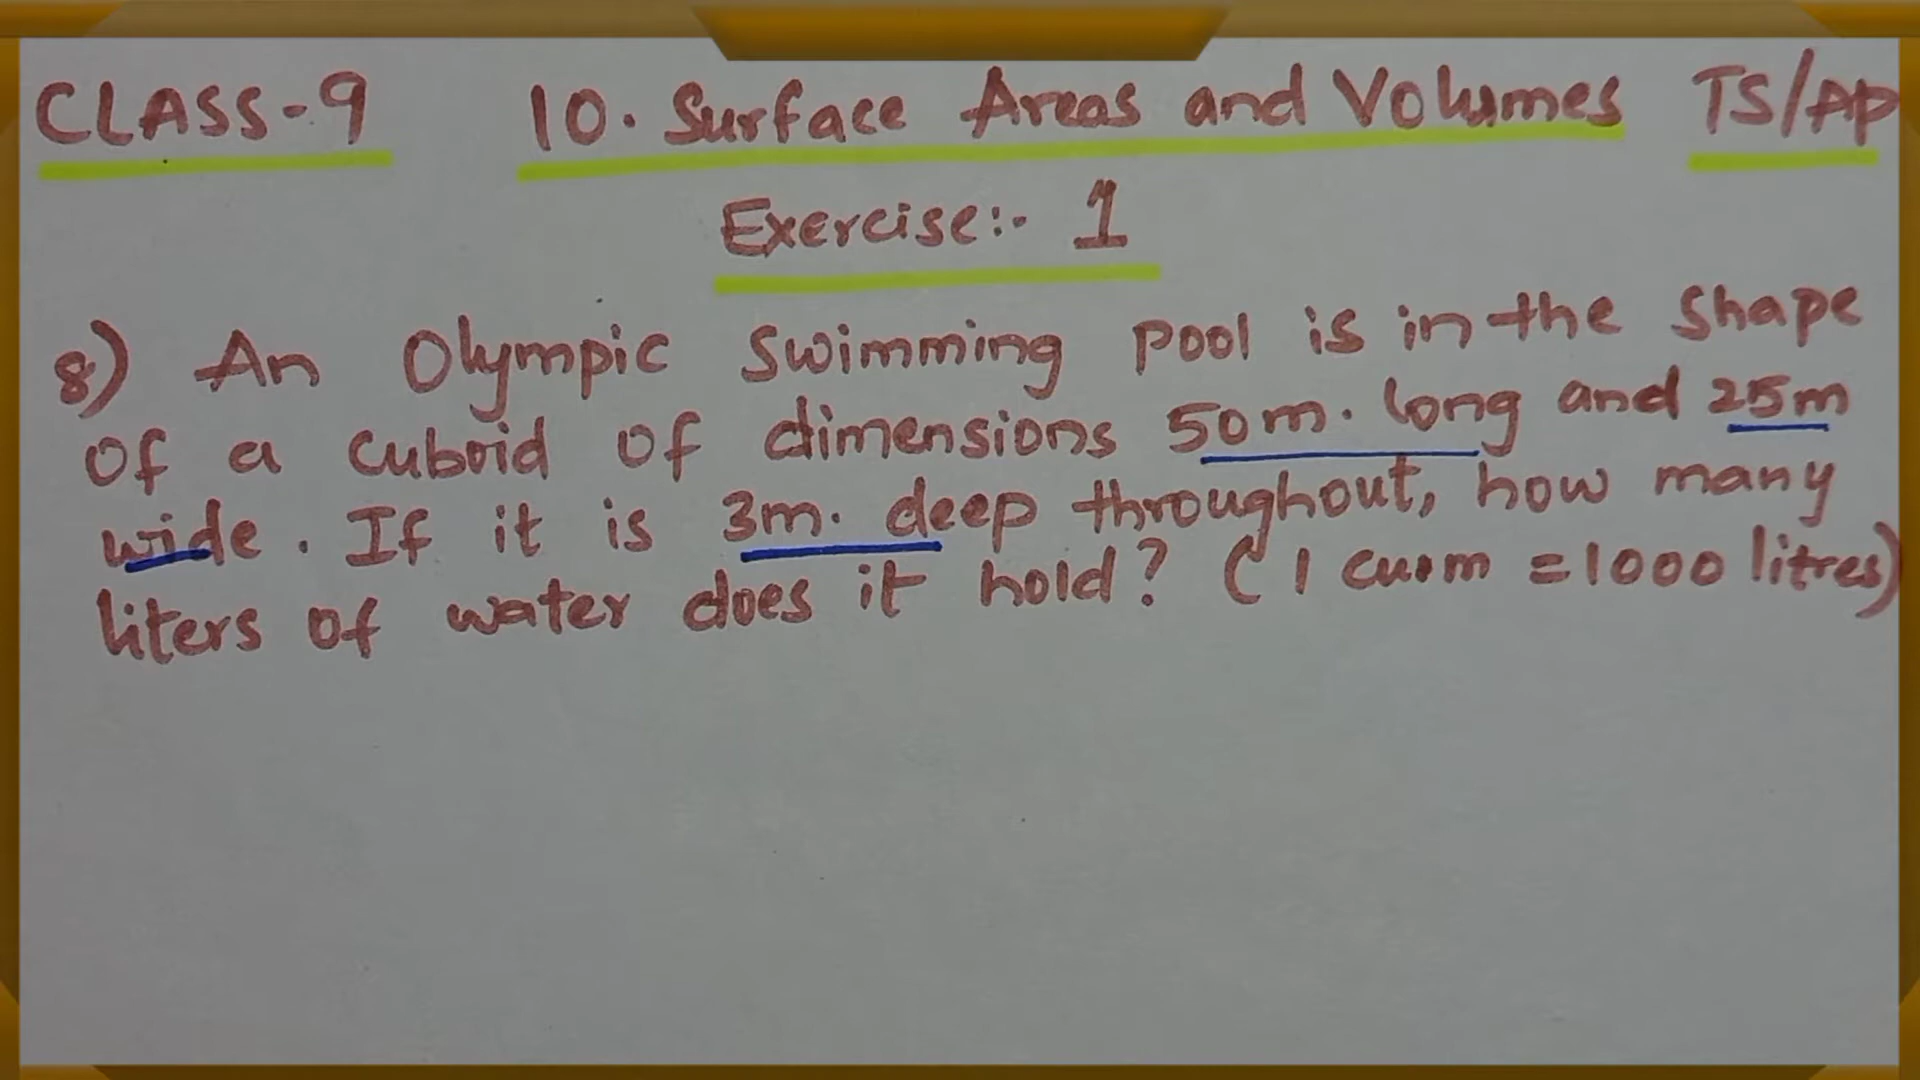 CLASS-9 10. Surface Areas and Volumes TS/AP
Exercise:- 1
8) An Olympic swimming pool is in the shape
of a cuboid of dimensions 50m. long and 25m
wide. If it is 3m. deep throughout, how many
liters of water does it hold? (1 cu.m = 1000 litres)